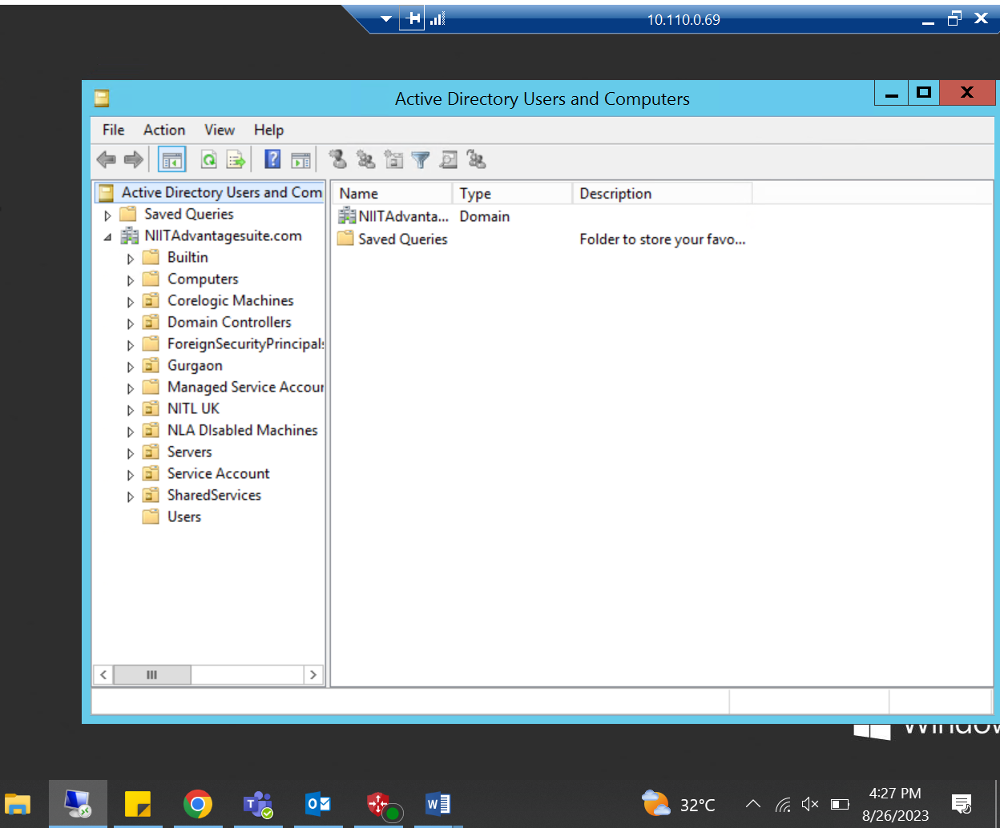 10.110.0.69
Active Directory Users and Computers
File Action View Help
Active Directory Users and Com
Saved Queries
NIITAdvantagesuite.com
Builtin
Computers
Corelogic Machines
Domain Controllers
ForeignSecurityPrincipals
Gurgaon
Managed Service Accour
NITL UK
NLA DIsabled Machines
Servers
Service Account
SharedServices
Users
Name Type Description
NIITAdvanta... Domain
Saved Queries Folder to store your favo...
Window
32°C
4:27 PM
8/26/2023